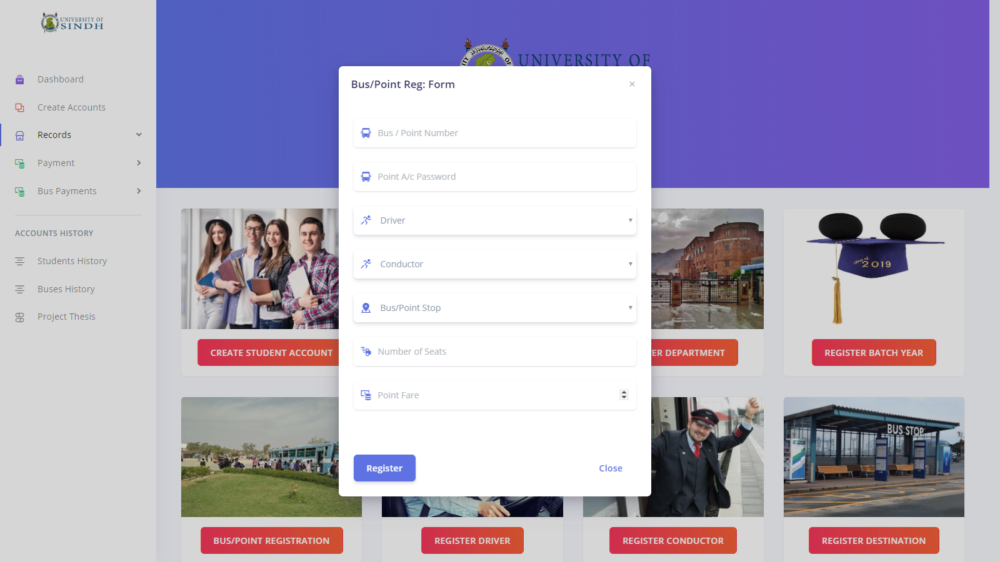 UNIVERSITY OF
SINDH
Dashboard
Create Accounts
Records
Payment
Bus Payments
ACCOUNTS HISTORY
Students History
Buses History
Project Thesis
UNIVERSITY OF
Bus/Point Reg: Form
×
Bus / Point Number
Point A/c Password
Driver
Conductor
Bus/Point Stop
Number of Seats
Point Fare
Register
Close
Class of
2019
CREATE STUDENT ACCOUNT
ER DEPARTMENT
REGISTER BATCH YEAR
BUS STOP
BUS/POINT REGISTRATION
REGISTER DRIVER
REGISTER CONDUCTOR
REGISTER DESTINATION